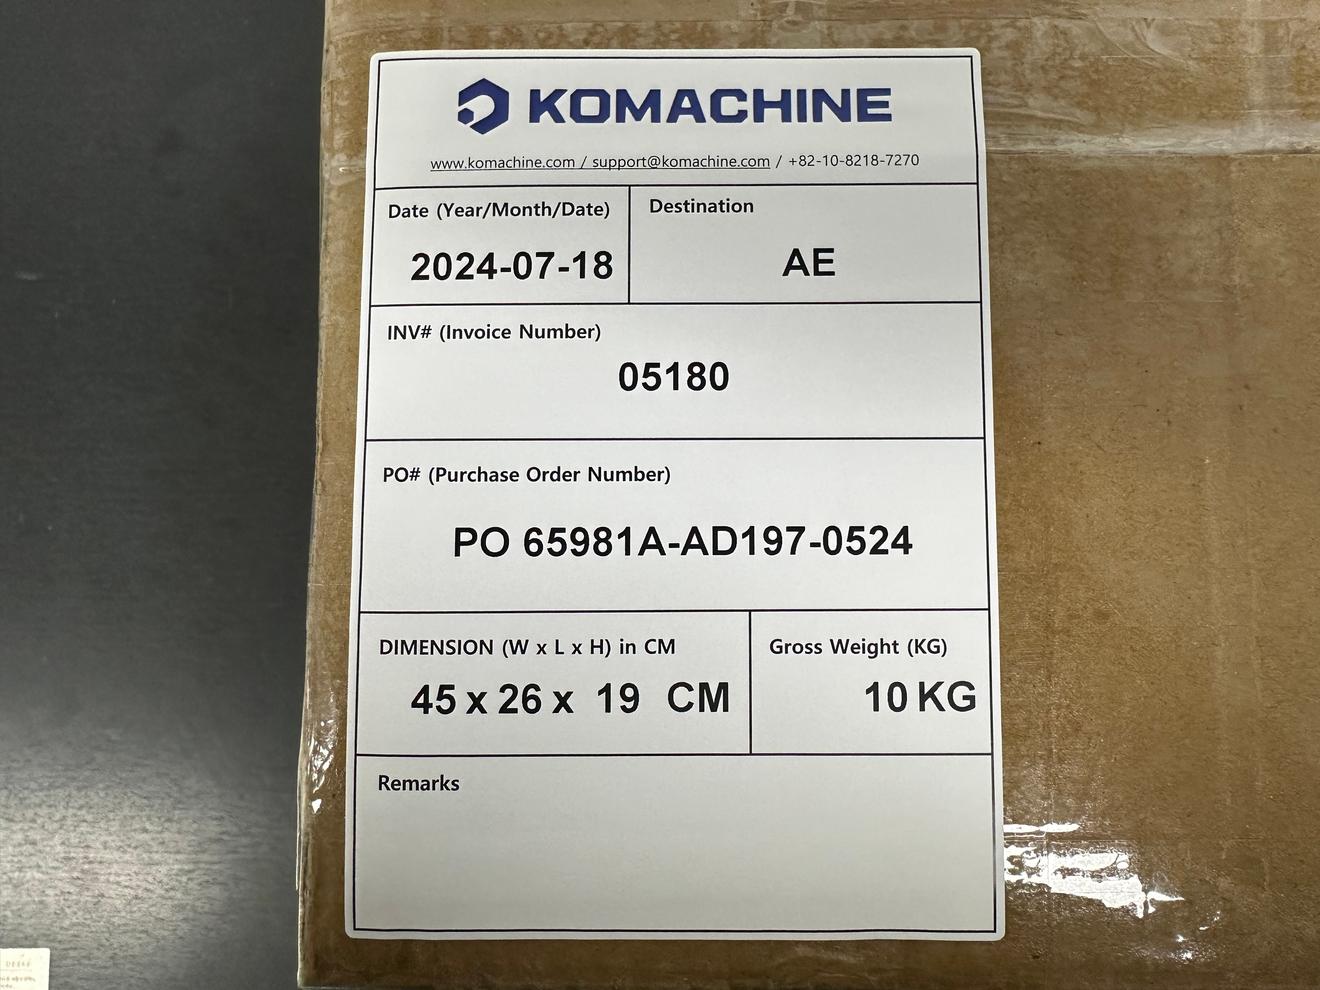 KOMACHINE
www.komachine.com / support@komachine.com / +82-10-8218-7270
Date (Year/Month/Date)
2024-07-18
Destination
AE
INV# (Invoice Number)
05180
PO# (Purchase Order Number)
PO 65981A-AD197-0524
DIMENSION (W x L x H) in CM
45 x 26 x 19 CM
Gross Weight (KG)
10 KG
Remarks